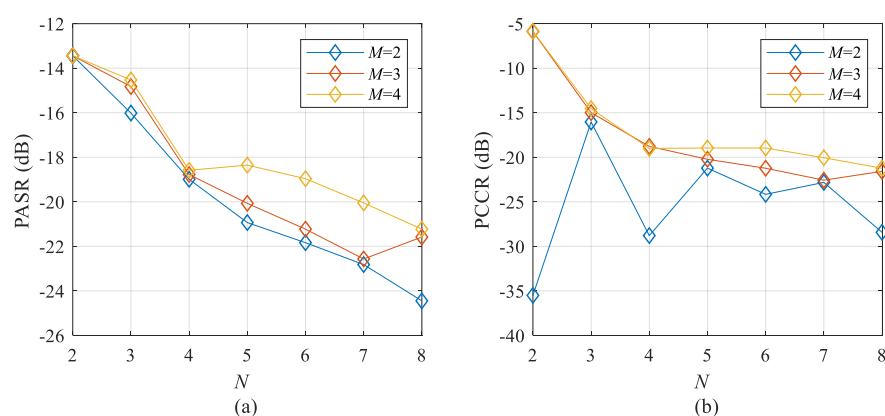 -12
-14
-16
-18
-20
-22
-24
-26
PASR (dB)
2 3 4 5 6 7 8
N
(a)
M=2
M=3
M=4
-5
-10
-15
-20
-25
-30
-35
-40
PCCR (dB)
2 3 4 5 6 7 8
N
(b)
M=2
M=3
M=4